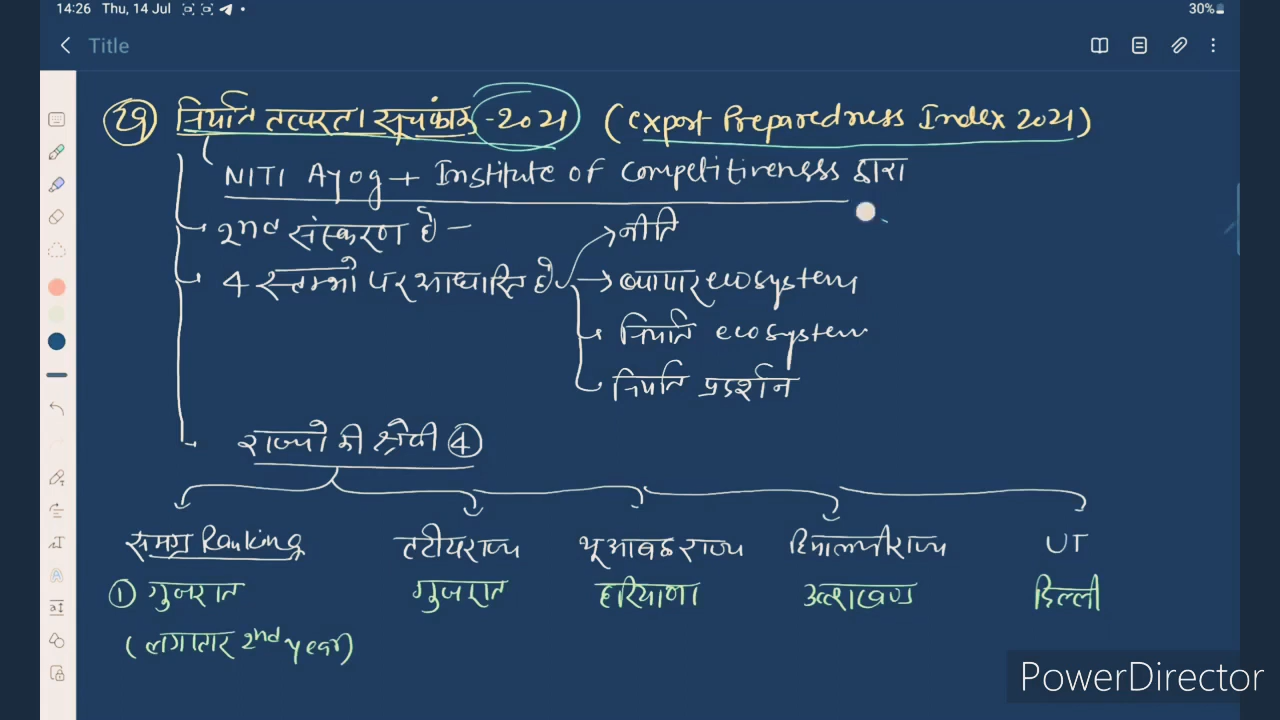 14:26 Thu, 14 Jul
30%
Title
निर्यात तत्परता सूचकांक -2021 (Export Preparedness Index 2021)
NITI Ayog + Institute of Competitiveness द्वारा
2nd संस्करण है -
4 स्तम्भो पर आधारित है
नीति
व्यापार ecosystem
निर्यात ecosystem
निर्यात प्रदर्शन
राज्यो की श्रेणी 4
समग्र Ranking तटीय राज्य भू आबद्ध राज्य हिमालयी राज्य UT
1 गुजरात गुजरात हरियाणा उत्तराखण्ड दिल्ली
(लगातार 2nd year)
PowerDirector